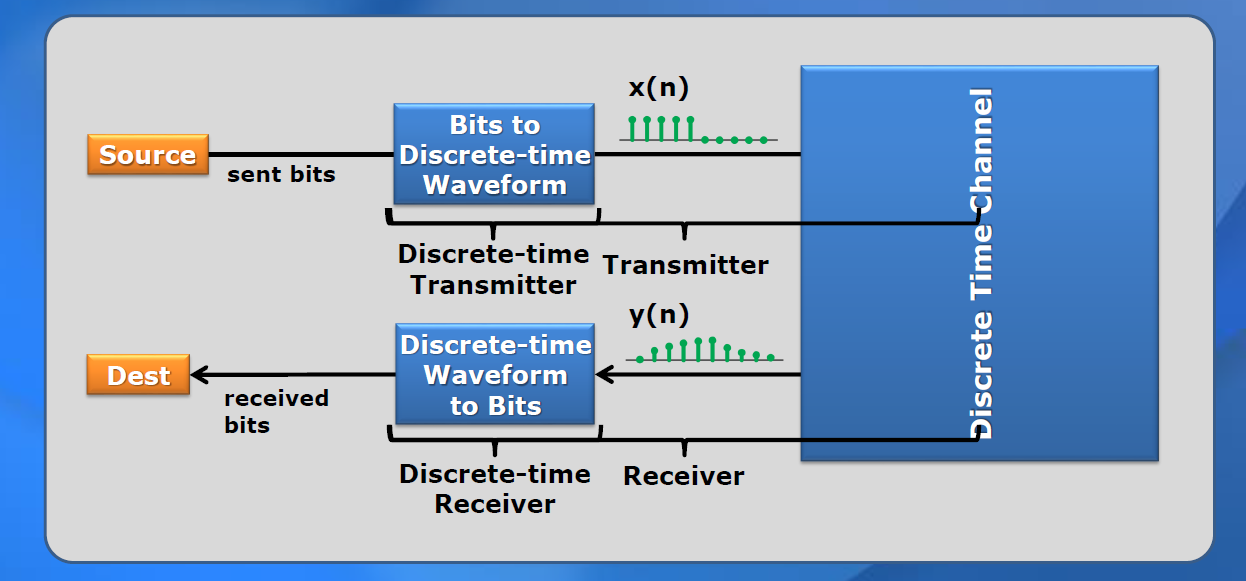 x(n)
Source
sent bits
Bits to
Discrete-time
Waveform
Discrete-time
Transmitter
Transmitter
Discrete Time Channel
y(n)
Dest
received
bits
Discrete-time
Waveform
to Bits
Discrete-time
Receiver
Receiver